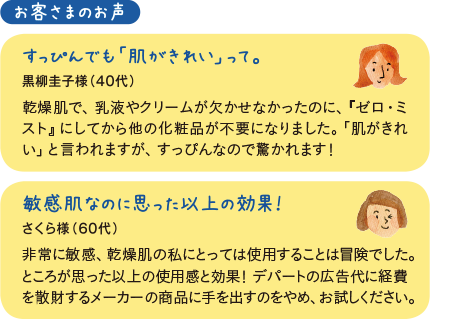 お客さまのお声
すっぴんでも「肌がきれい」って。
黒柳圭子様（40代）
乾燥肌で、乳液やクリームが欠かせなかったのに、『ゼロ・ミ
スト』にしてから他の化粧品が不要になりました。「肌がきれ
い」と言われますが、すっぴんなので驚かれます！
敏感肌なのに思った以上の効果！
さくら様（60代）
非常に敏感、乾燥肌の私にとっては使用することは冒険でした。
ところが思った以上の使用感と効果！ デパートの広告代に経費
を散財するメーカーの商品に手を出すのをやめ、お試しください。